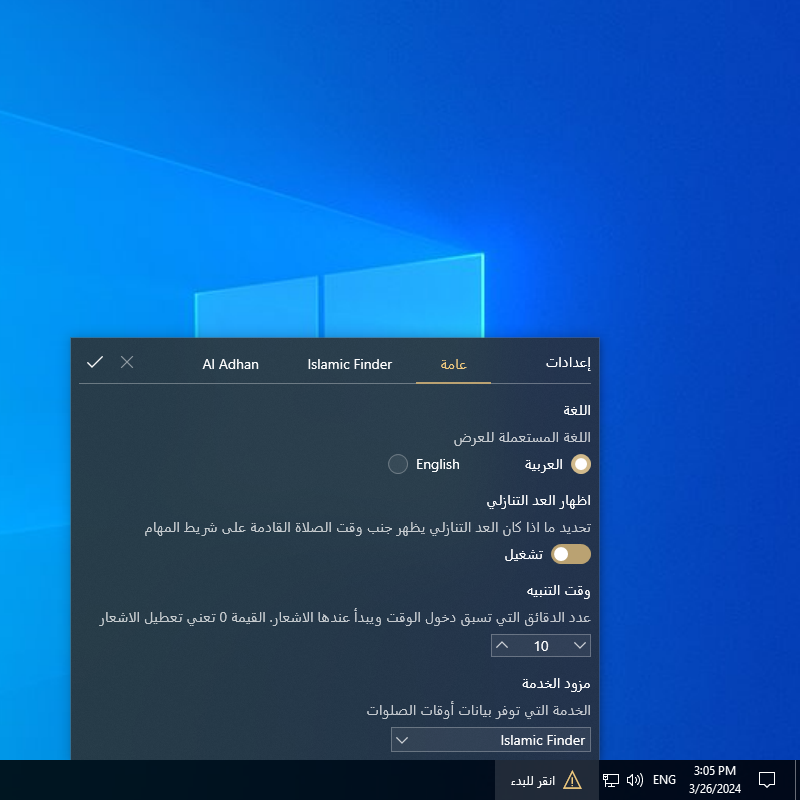 إعدادات
عامة
Islamic Finder
Al Adhan
اللغة
اللغة المستعملة للعرض
العربية
English
اظهار العد التنازلي
تحديد ما اذا كان العد التنازلي يظهر جنب وقت الصلاة القادمة على شريط المهام
تشغيل
وقت التنبيه
عدد الدقائق التي تسبق دخول الوقت ويبدأ عندها الاشعار. القيمة 0 تعني تعطيل الاشعار
10
مزود الخدمة
الخدمة التي توفر بيانات أوقات الصلوات
Islamic Finder
انقر للبدء
ENG
3:05 PM
3/26/2024